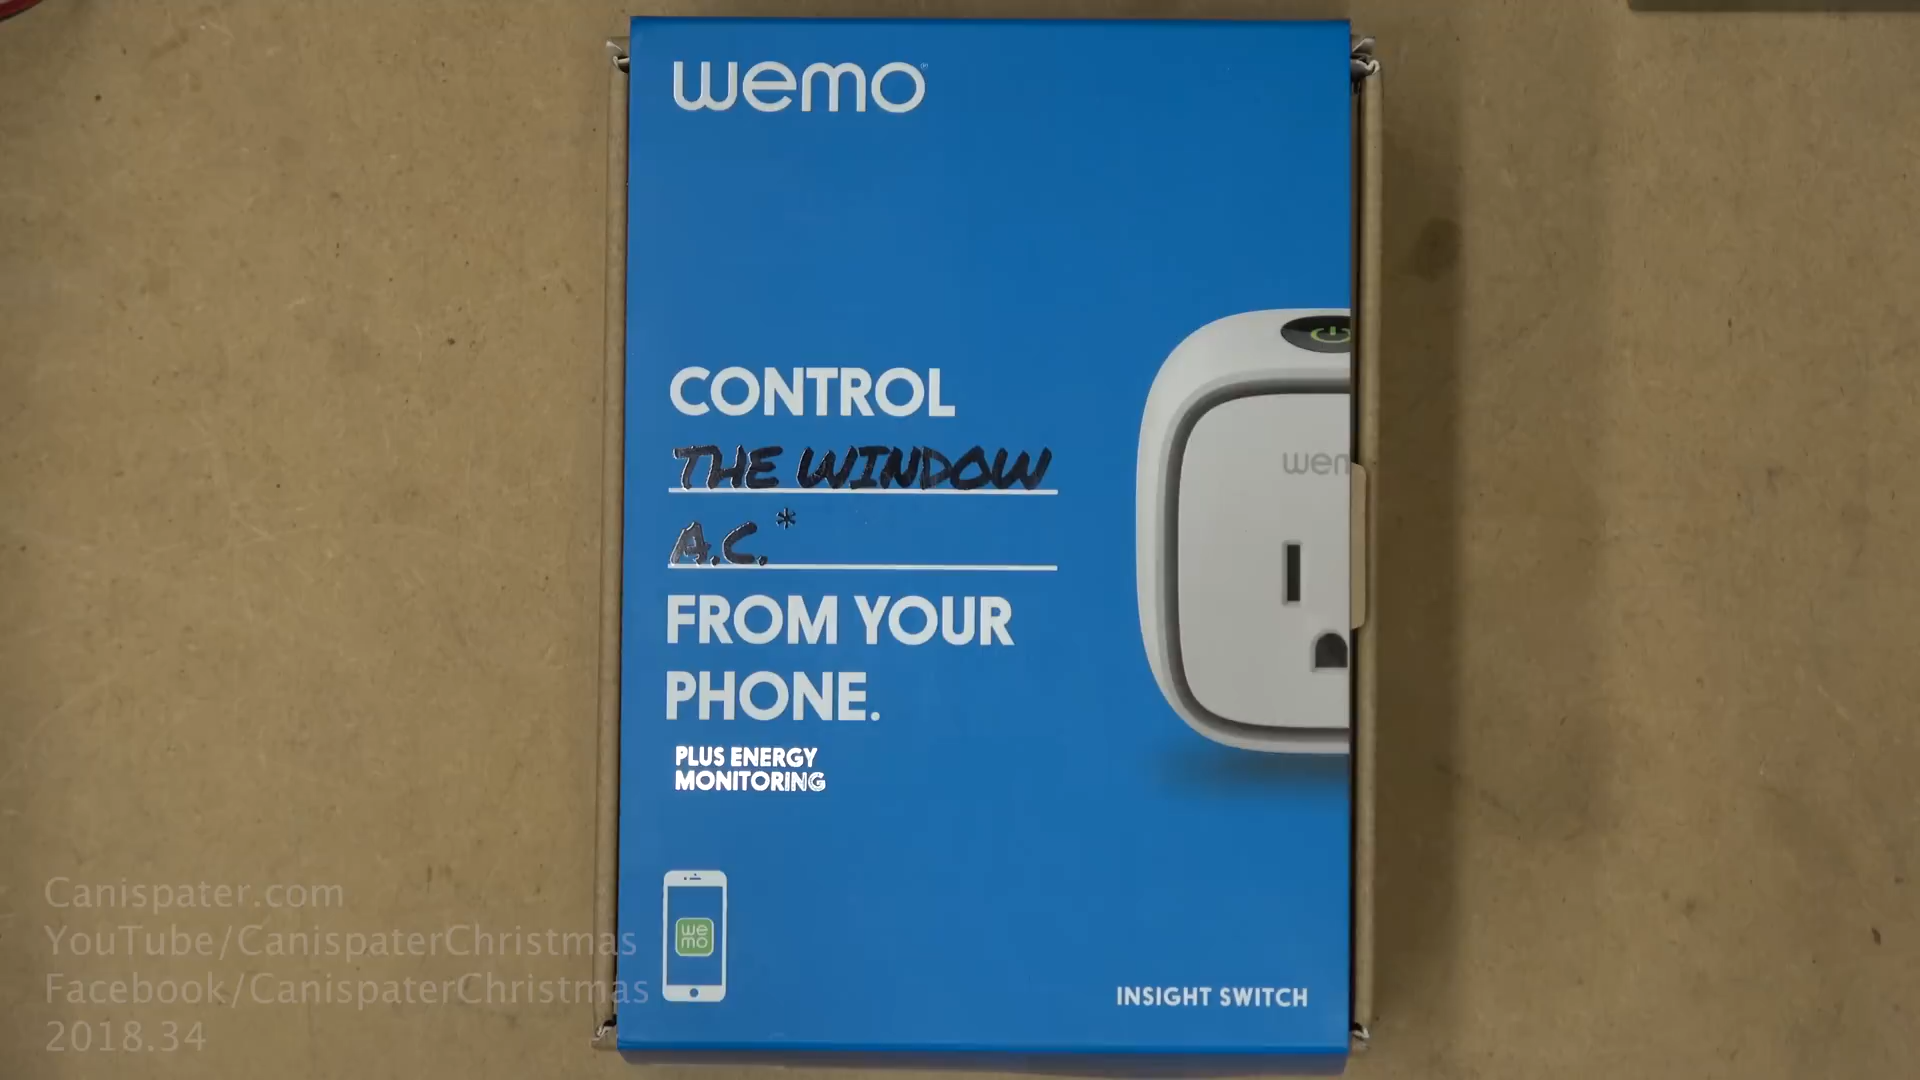 wemo
CONTROL
THE WINDOW
A.C.*
FROM YOUR
PHONE.
PLUS ENERGY
MONITORING
wem
we
mo
INSIGHT SWITCH
Canispater.com
YouTube/CanispaterChristmas
Facebook/CanispaterChristmas
2018.34